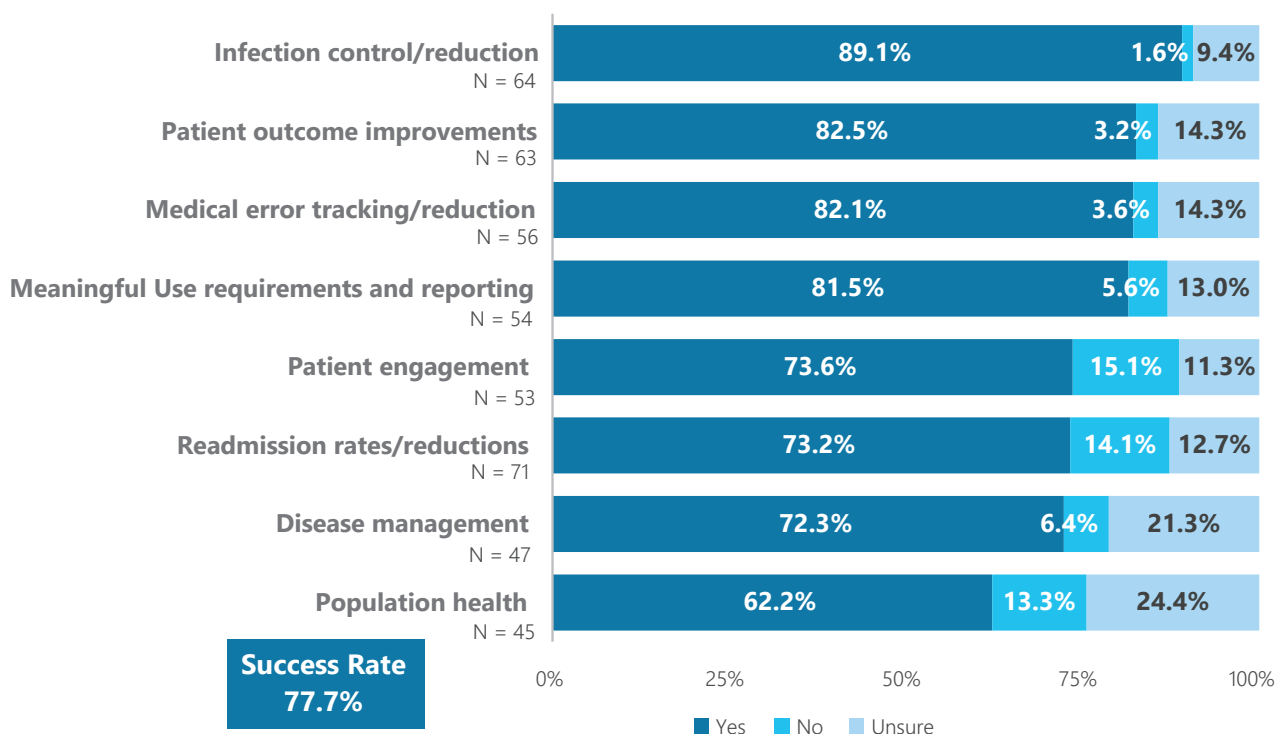 Infection control/reduction
N = 64
89.1% 1.6% 9.4%
Patient outcome improvements
N = 63
82.5% 3.2% 14.3%
Medical error tracking/reduction
N = 56
82.1% 3.6% 14.3%
Meaningful Use requirements and reporting
N = 54
81.5% 5.6% 13.0%
Patient engagement
N = 53
73.6% 15.1% 11.3%
Readmission rates/reductions
N = 71
73.2% 14.1% 12.7%
Disease management
N = 47
72.3% 6.4% 21.3%
Population health
N = 45
62.2% 13.3% 24.4%
Success Rate
77.7%
0% 25% 50% 75% 100%
Yes No Unsure